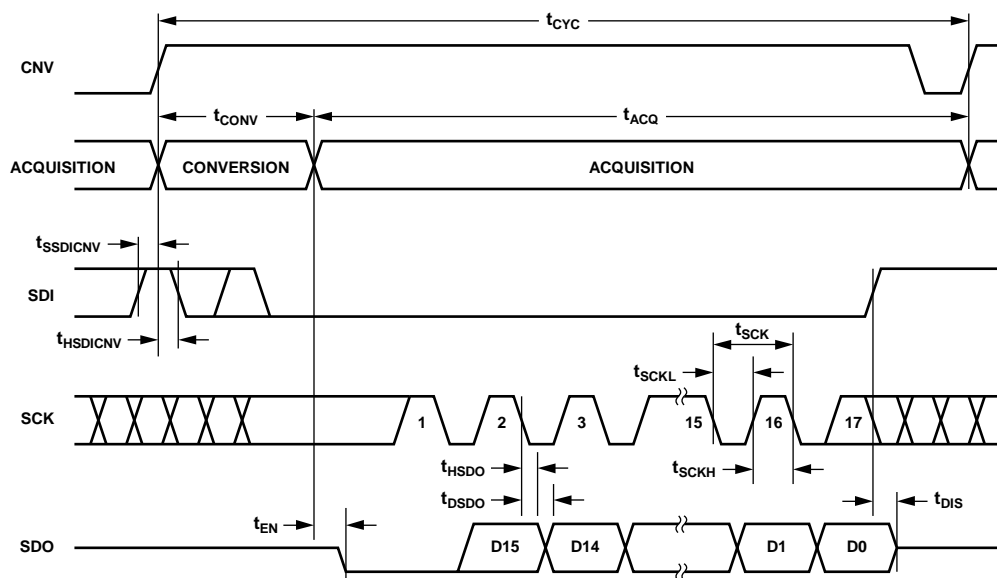 tCYC
CNV
tCONV
tACQ
ACQUISITION CONVERSION ACQUISITION
tSSDICNV
SDI
tHSDICNV
tSCK
tSCKL
SCK 1 2 3 15 16 17
tHSDO
tSCKH
tDSDO
tDIS
tEN
SDO D15 D14 D1 D0